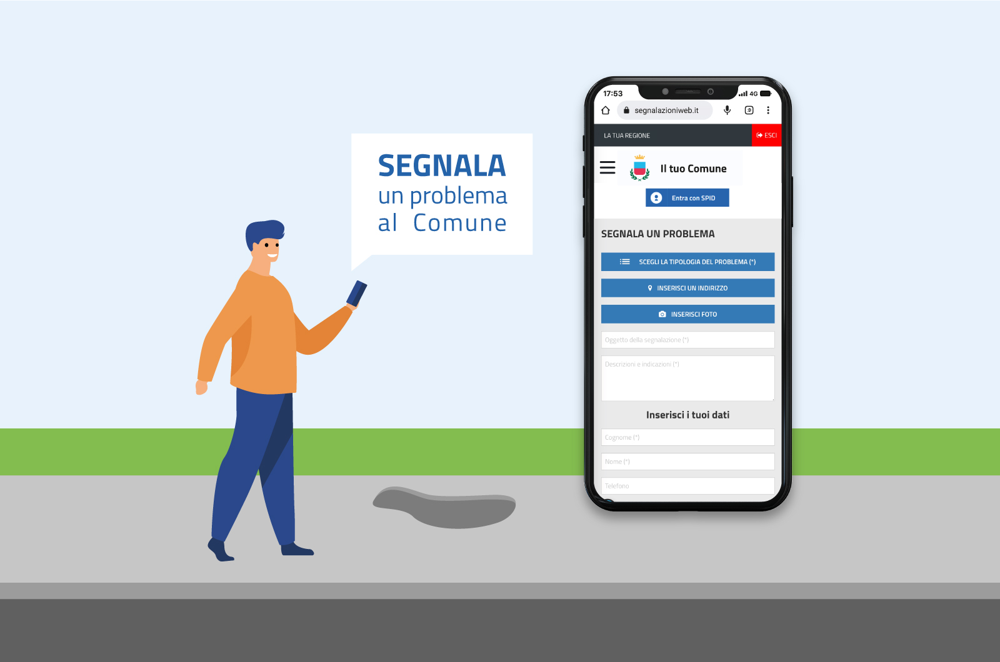 SEGNALA
un problema
al Comune
17:53
4G
segnalazioniweb.it
:D
LA TUA REGIONE
ESCI
Il tuo Comune
Entra con SPID
SEGNALA UN PROBLEMA
SCEGLI LA TIPOLOGIA DEL PROBLEMA (*)
INSERISCI UN INDIRIZZO
INSERISCI FOTO
Oggetto della segnalazione (*)
Descrizioni e indicazioni (*)
Inserisci i tuoi dati
Cognome (*)
Nome (*)
Telefono